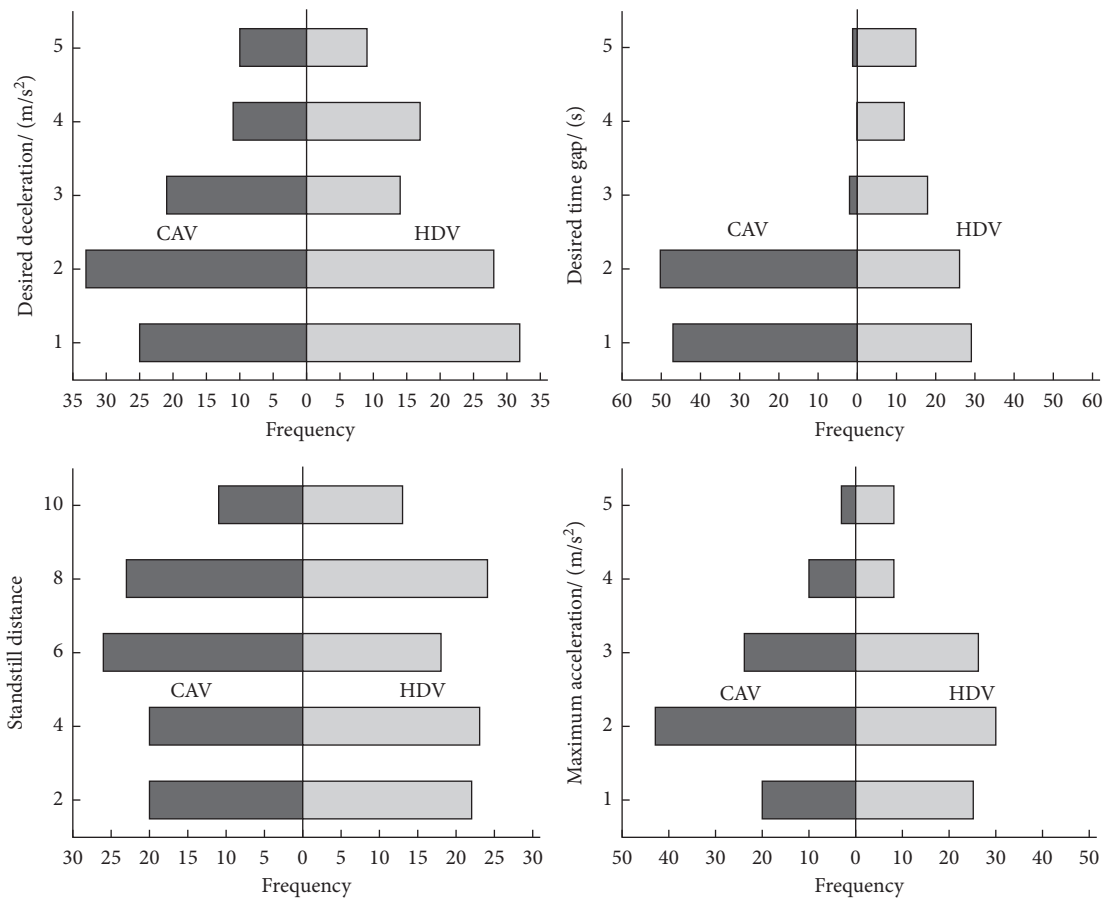 5
4
3
2
1
Desired deceleration/ (m/s²)
CAV HDV
35 30 25 20 15 10 5 0 5 10 15 20 25 30 35
Frequency
5
4
3
2
1
Desired time gap/ (s)
CAV HDV
60 50 40 30 20 10 0 10 20 30 40 50 60
Frequency
10
8
6
4
2
Standstill distance
CAV HDV
30 25 20 15 10 5 0 5 10 15 20 25 30
Frequency
5
4
3
2
1
Maximum acceleration/ (m/s²)
CAV HDV
50 40 30 20 10 0 10 20 30 40 50
Frequency